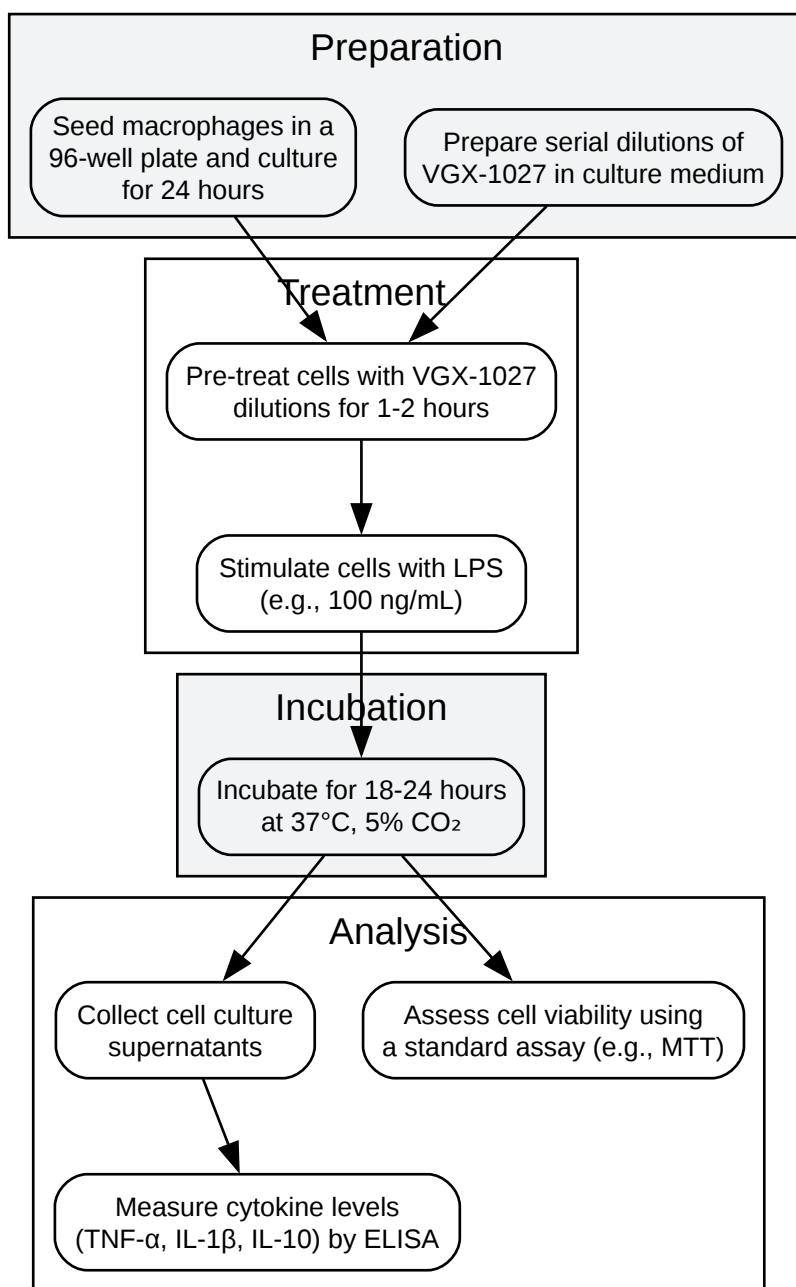 Preparation
Seed macrophages in a
96-well plate and culture
for 24 hours
Prepare serial dilutions of
VGX-1027 in culture medium
Treatment
Pre-treat cells with VGX-1027
dilutions for 1-2 hours
Stimulate cells with LPS
(e.g., 100 ng/mL)
Incubation
Incubate for 18-24 hours
at 37°C, 5% CO₂
Analysis
Collect cell culture
supernatants
Assess cell viability using
a standard assay (e.g., MTT)
Measure cytokine levels
(TNF-α, IL-1β, IL-10) by ELISA